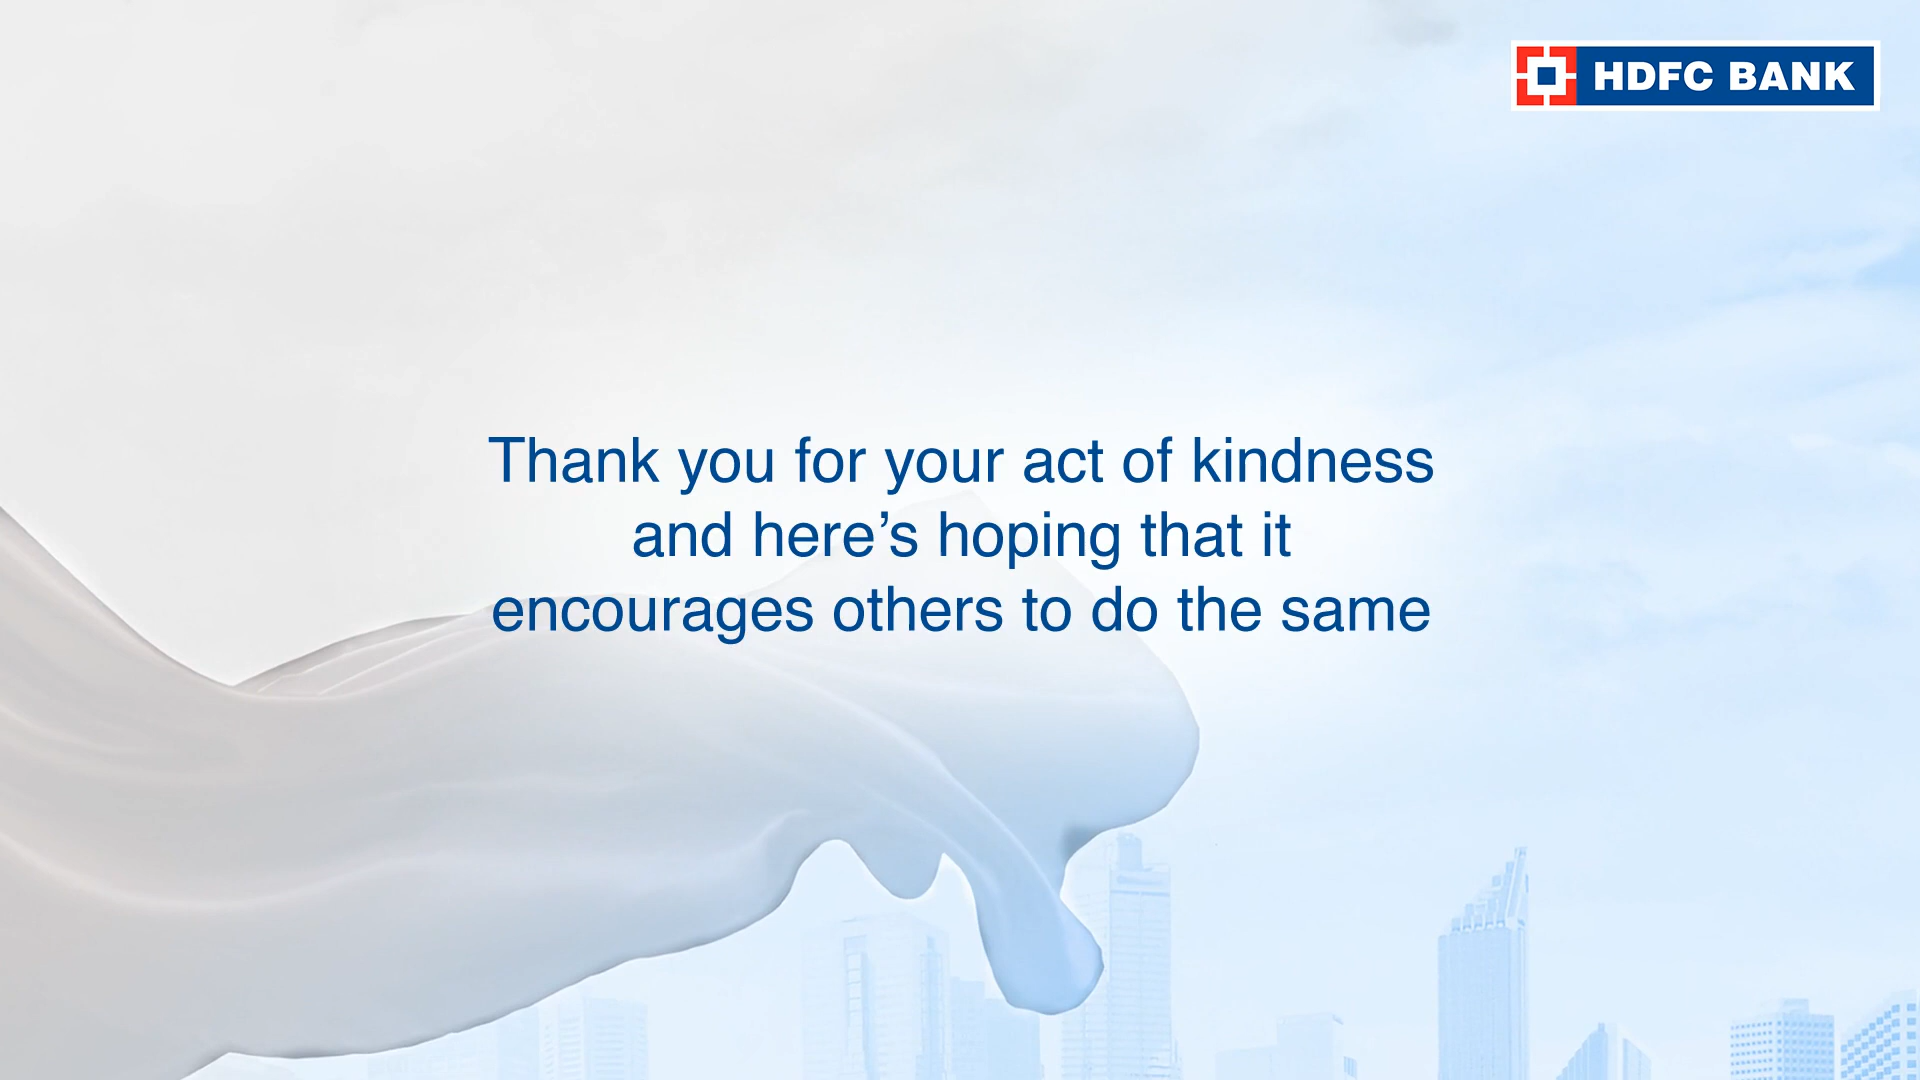 HDFC BANK
Thank you for your act of kindness
and here’s hoping that it
encourages others to do the same